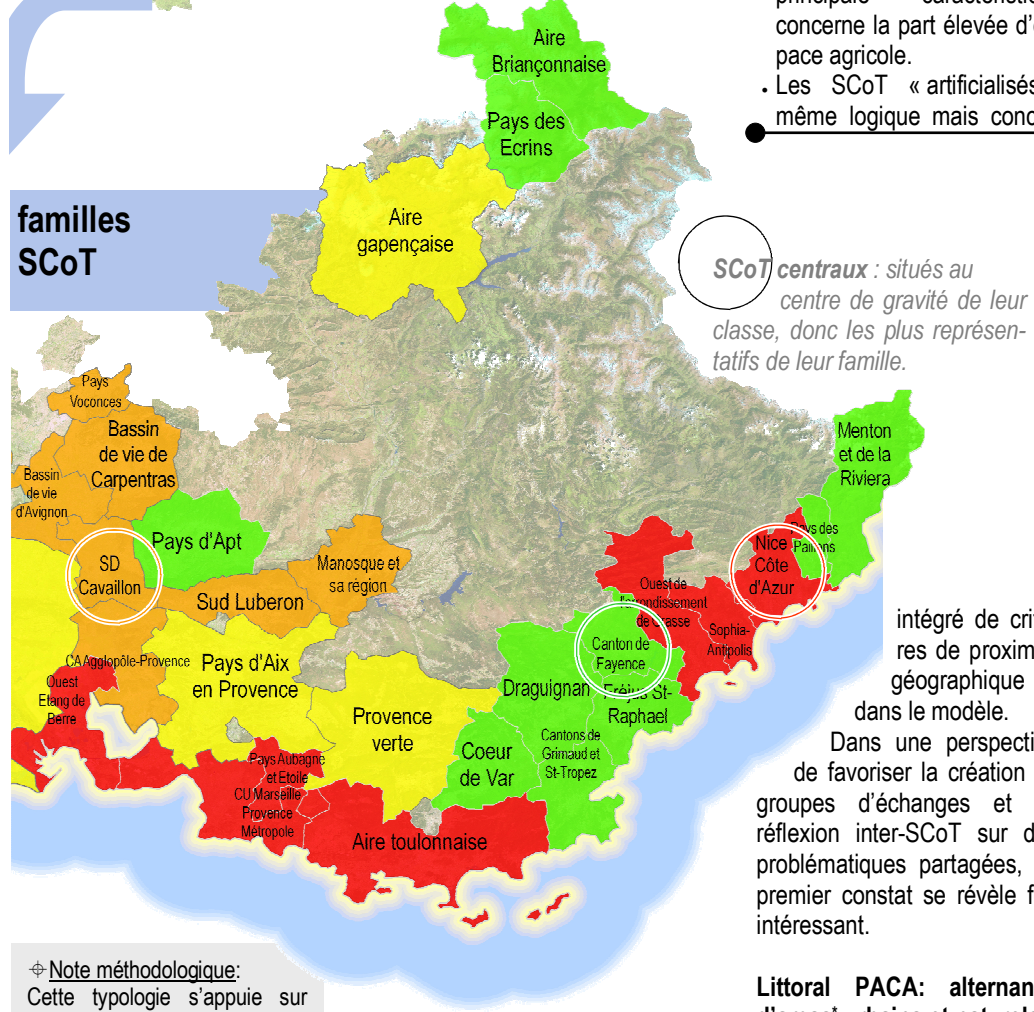 principale
concerne la part élevée
pace agricole.
• Les SCoT « artificialisés
même logique mais
familles
SCoT
SCoT centraux : situés au
centre de gravité de leur
classe, donc les plus représen-
tatifs de leur famille.
Aire
Briançonnaise
Pays des
Ecrins
Aire
gapençaise
Pays
Voconces
Bassin
de vie de
Carpentras
Bassin
de vie
d'Avignon
Pays d'Apt
SD
Cavaillon
Manosque et
sa région
Sud Luberon
CA Agglopôle-Provence
Ouest
Etang de
Berre
Pays d'Aix
en Provence
Provence
verte
Pays Aubagne
et Etoile
CU Marseille
Provence
Métropole
Aire toulonnaise
Coeur
de Var
Draguignan
Cantons de
Grimaud et
St-Tropez
Fréjus St-
Raphael
Canton de
Fayence
Ouest de
l'arrondissement
de Grasse
Sophia-
Antipolis
Nice
Côte
d'Azur
Pays des
Paillons
Menton
et de la
Riviera
intégré de
res de
géographique
dans le modèle.
Dans une
de favoriser la création
groupes d'échanges et
réflexion inter-SCoT sur
problématiques partagées,
premier constat se révèle
intéressant.
Littoral PACA:
Note méthodologique:
Cette typologie s'appuie sur